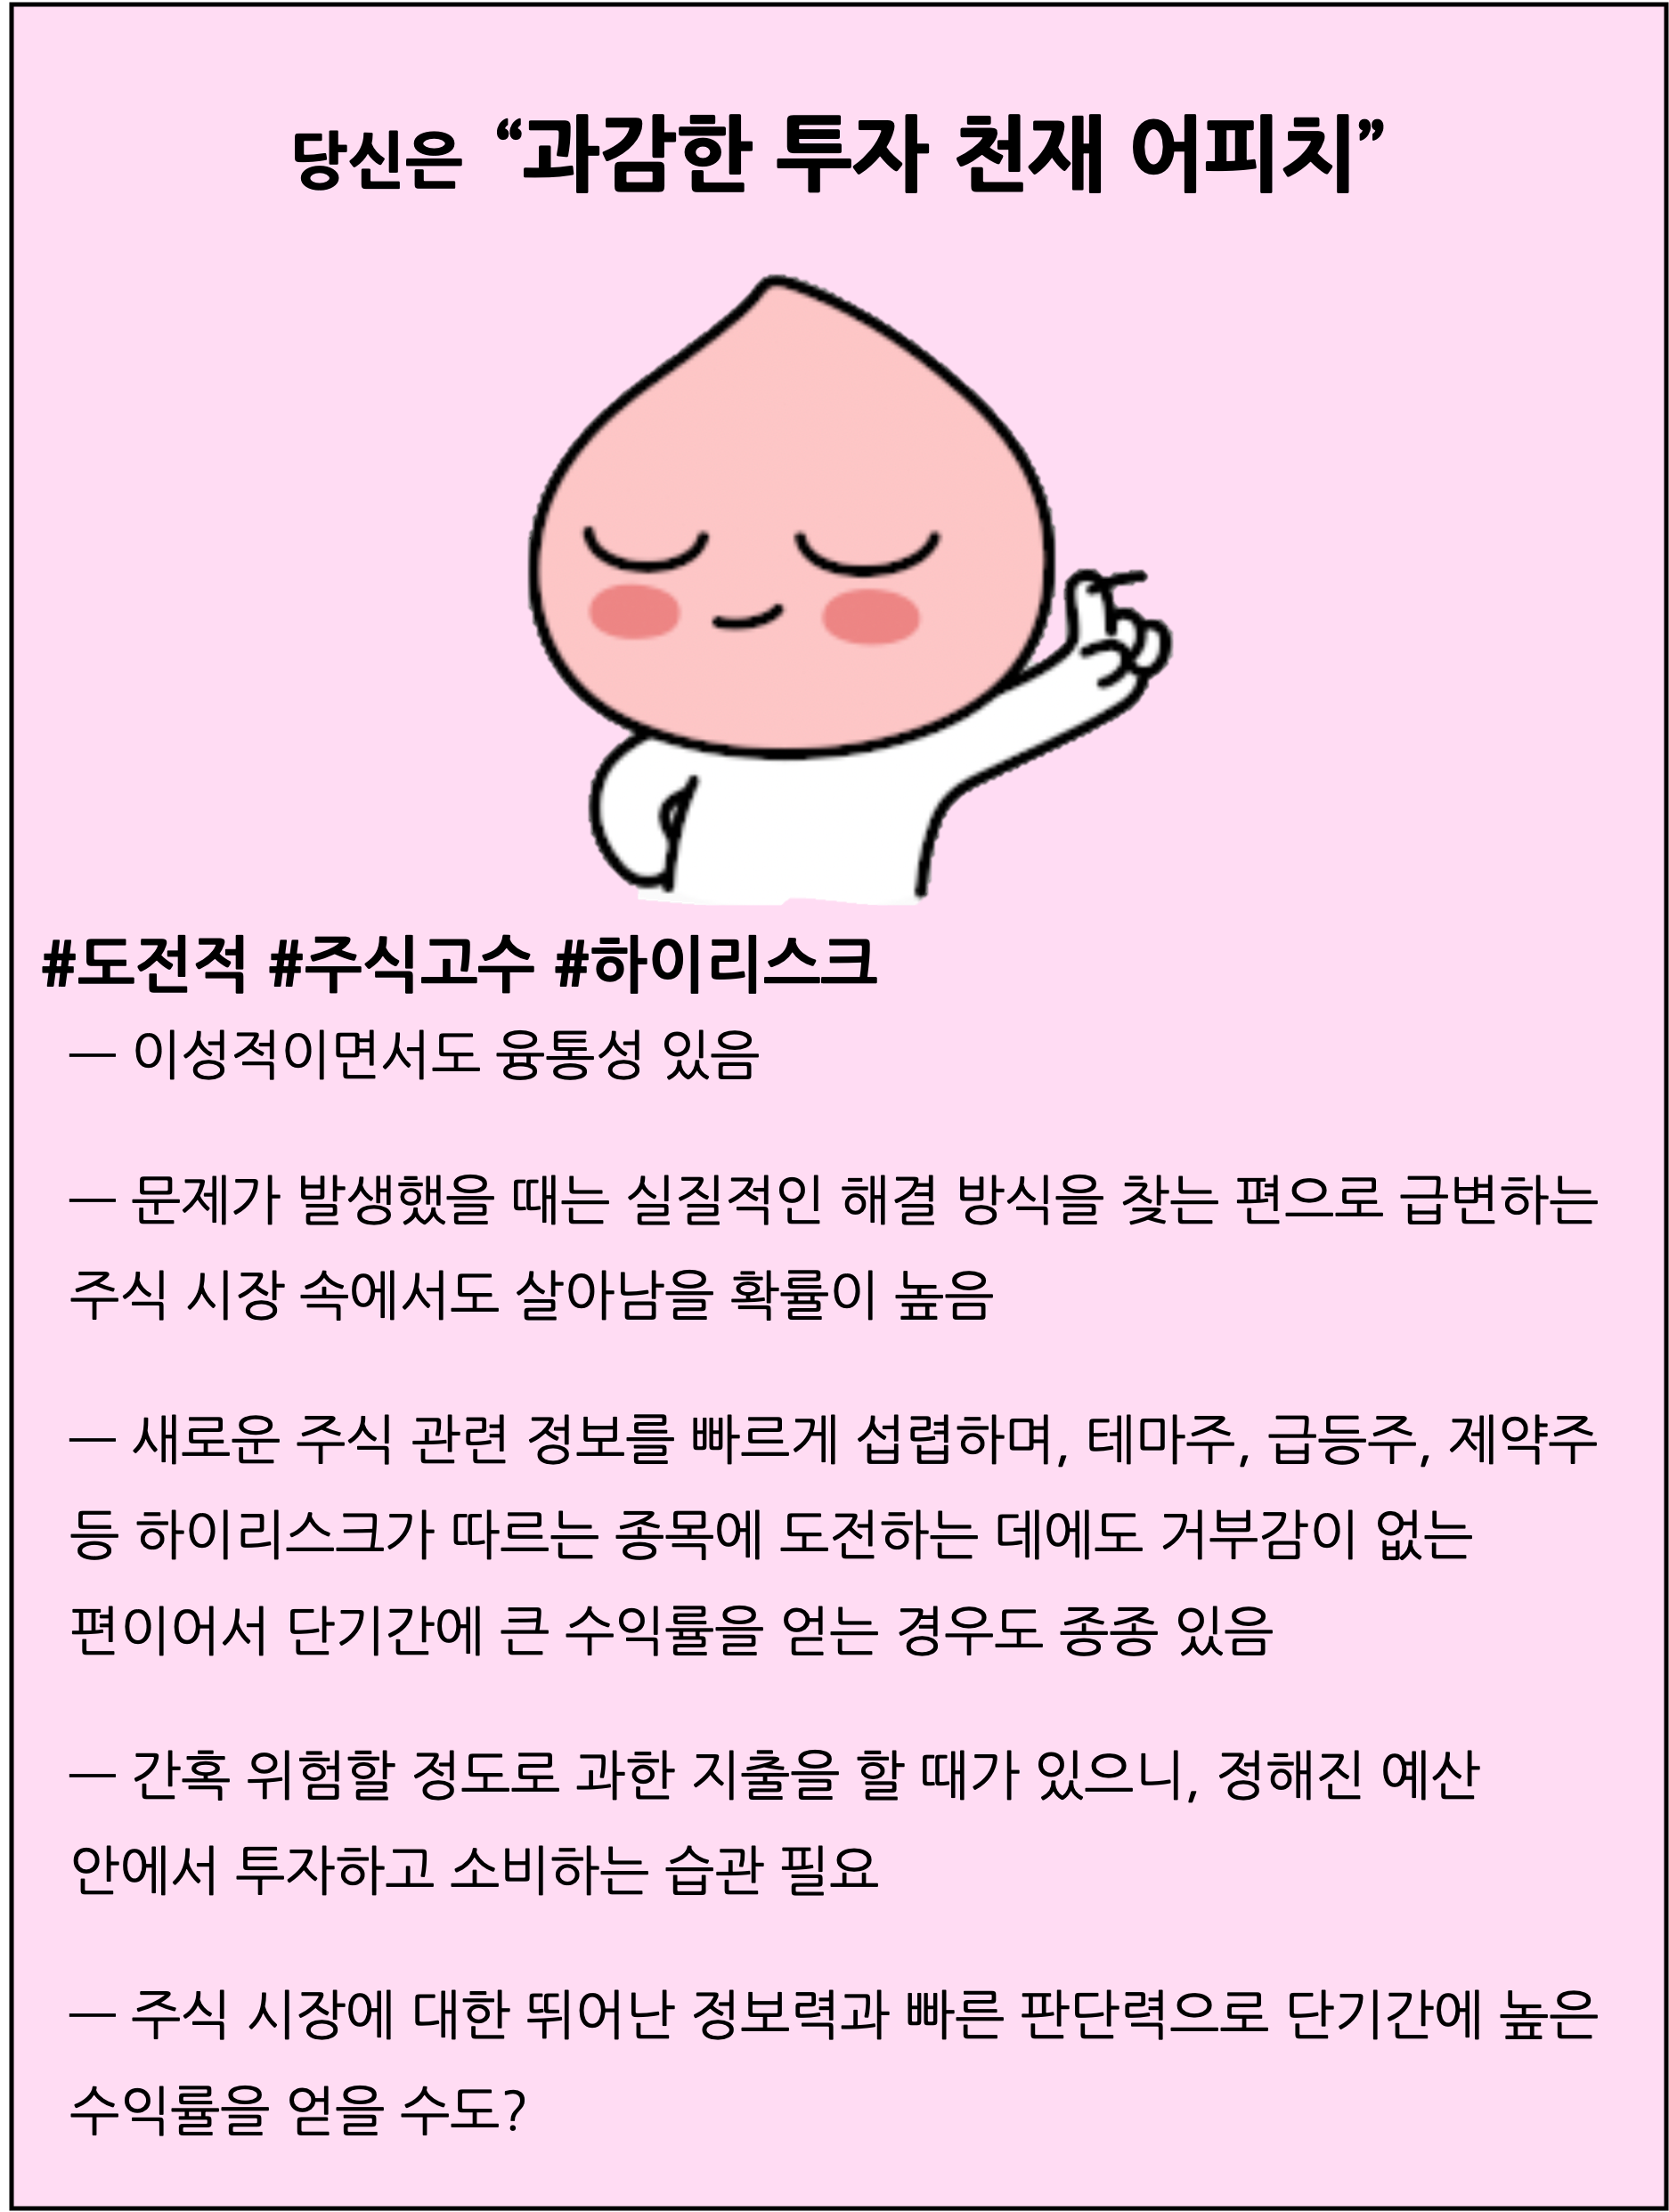 당신은 “과감한 투자 천재 어피치”
#도전적 #주식고수 #하이리스크
— 이성적이면서도 융통성 있음
— 문제가 발생했을 때는 실질적인 해결 방식을 찾는 편으로 급변하는
주식 시장 속에서도 살아남을 확률이 높음
— 새로운 주식 관련 정보를 빠르게 섭렵하며, 테마주, 급등주, 제약주
등 하이리스크가 따르는 종목에 도전하는 데에도 거부감이 없는
편이어서 단기간에 큰 수익률을 얻는 경우도 종종 있음
— 간혹 위험할 정도로 과한 지출을 할 때가 있으니, 정해진 예산
안에서 투자하고 소비하는 습관 필요
— 주식 시장에 대한 뛰어난 정보력과 빠른 판단력으로 단기간에 높은
수익률을 얻을 수도?